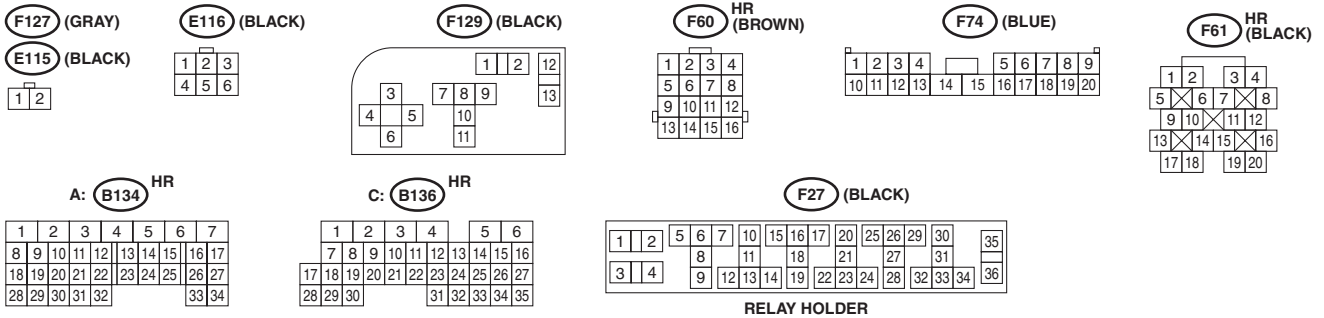 F127 (GRAY)
E115 (BLACK)
1 2
E116 (BLACK)
1 2 3
4 5 6
F129 (BLACK)
1 2 12
13
3 7 8 9
4 5 10
6 11
F60 HR (BROWN)
1 2 3 4
5 6 7 8
9 10 11 12
13 14 15 16
F74 (BLUE)
1 2 3 4 5 6 7 8 9
10 11 12 13 14 15 16 17 18 19 20
F61 HR (BLACK)
1 2 3 4
5 6 7 8
9 10 11 12
13 14 15 16
17 18 19 20
A: B134 HR
1 2 3 4 5 6 7
8 9 10 11 12 13 14 15 16 17
18 19 20 21 22 23 24 25 26 27
28 29 30 31 32 33 34
C: B136 HR
1 2 3 4 5 6
7 8 9 10 11 12 13 14 15 16
17 18 19 20 21 22 23 24 25 26 27
28 29 30 31 32 33 34 35
F27 (BLACK)
1 2 5 6 7 10 15 16 17 20 25 26 29 30 35
8 11 18 21 27 31
3 4 9 12 13 14 19 22 23 24 28 32 33 34 36
RELAY HOLDER